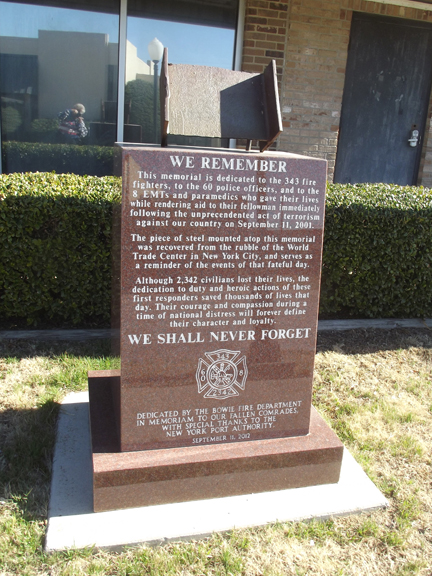 WE REMEMBER
This memorial is dedicated to the 343 fire
fighters, to the 60 police officers, and to the
8 EMTs and paramedics who gave their lives
while rendering aid to their fellowman immediately
following the unprecendented act of terrorism
against our country on September 11, 2001.
The piece of steel mounted atop this memorial
was recovered from the rubble of the World
Trade Center in New York City, and serves as
a reminder of the events of that fateful day.
Although 2,342 civilians lost their lives, the
dedication to duty and heroic actions of these
first responders saved thousands of lives that
day. Their courage and compassion during a
time of national distress will forever define
their character and loyalty.
WE SHALL NEVER FORGET
DEDICATED BY THE BOWIE FIRE DEPARTMENT
IN MEMORIAM TO OUR FALLEN COMRADES.
WITH SPECIAL THANKS TO THE
NEW YORK PORT AUTHORITY.
SEPTEMBER 11, 2012